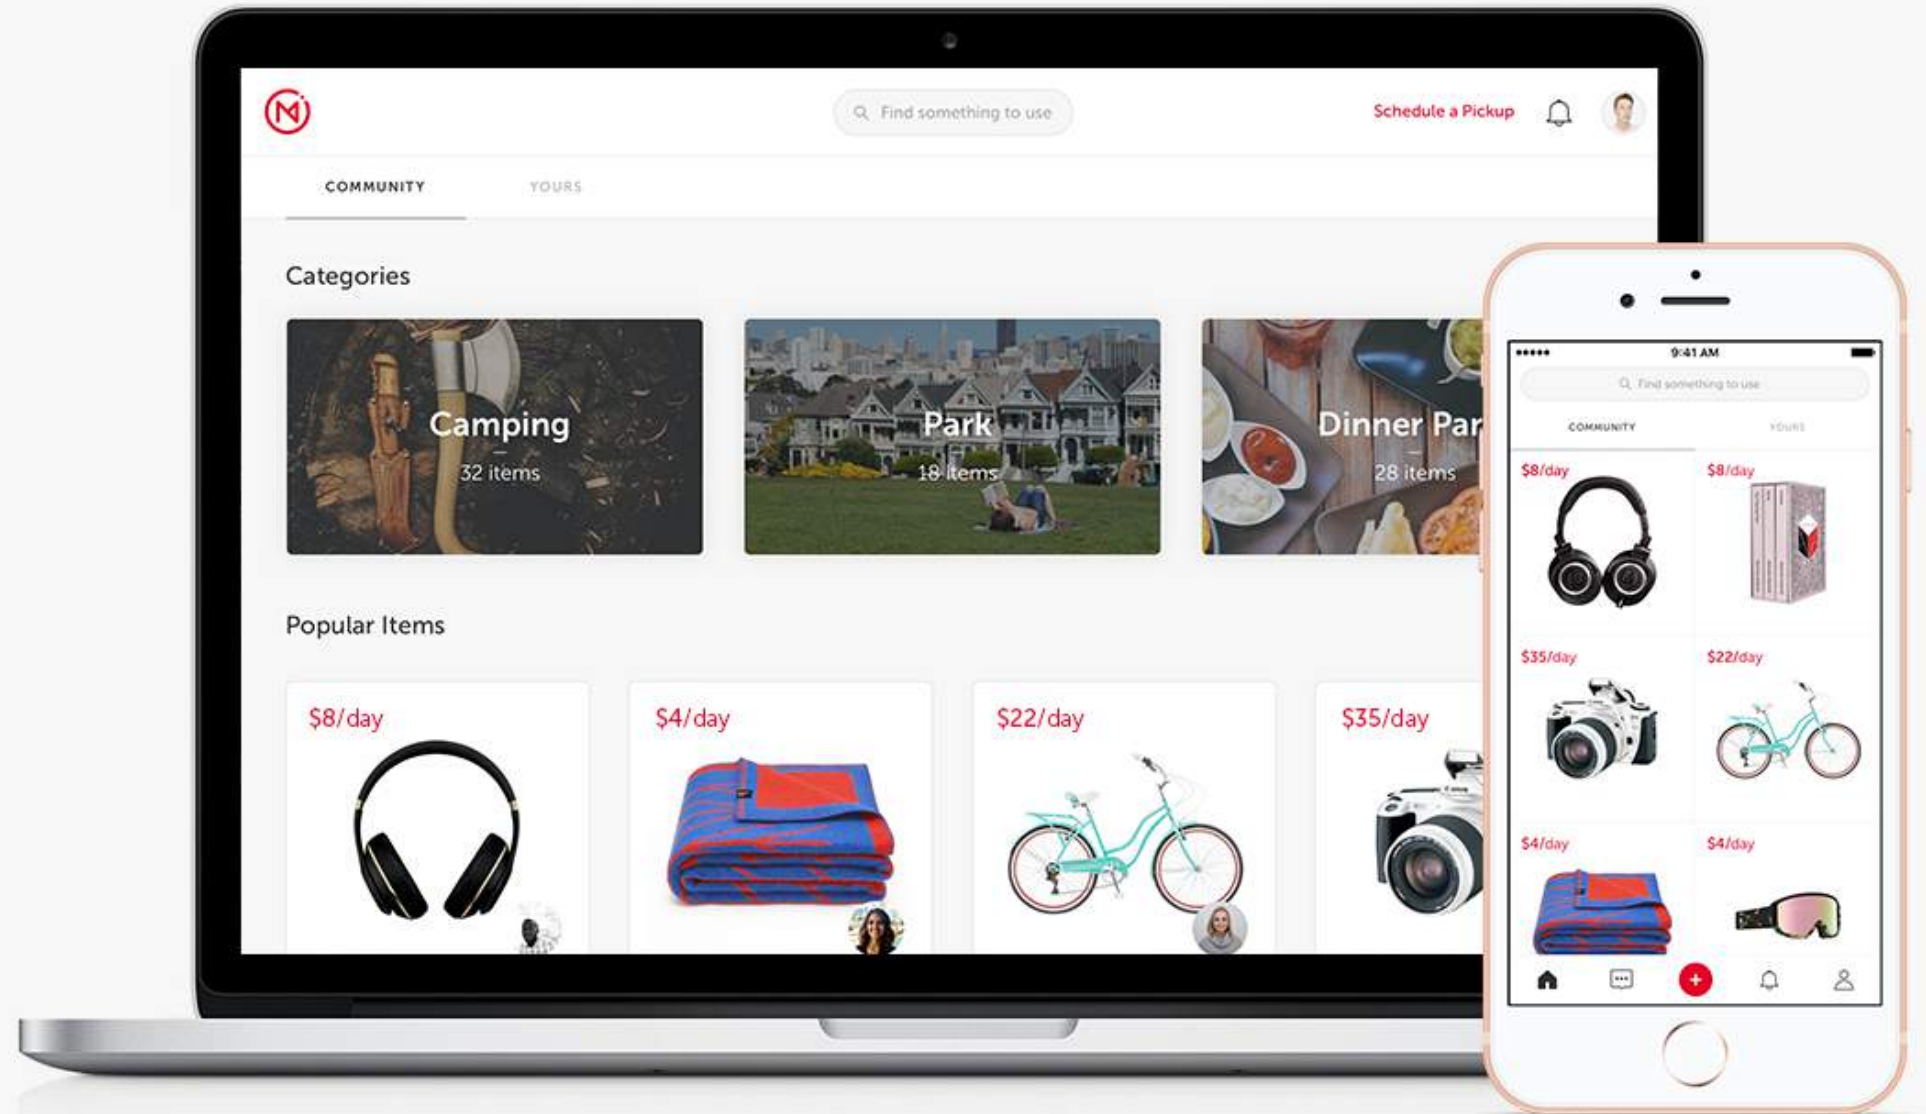 Find something to use
Schedule a Pickup
COMMUNITY
YOURS
Categories
Camping
32 items
Park
18 items
Dinner Par
28 items
Popular Items
$8/day
$4/day
$22/day
$35/day
Canon
9:41 AM
Find something to use
COMMUNITY
YOURS
$8/day
$8/day
$35/day
$22/day
$4/day
$4/day